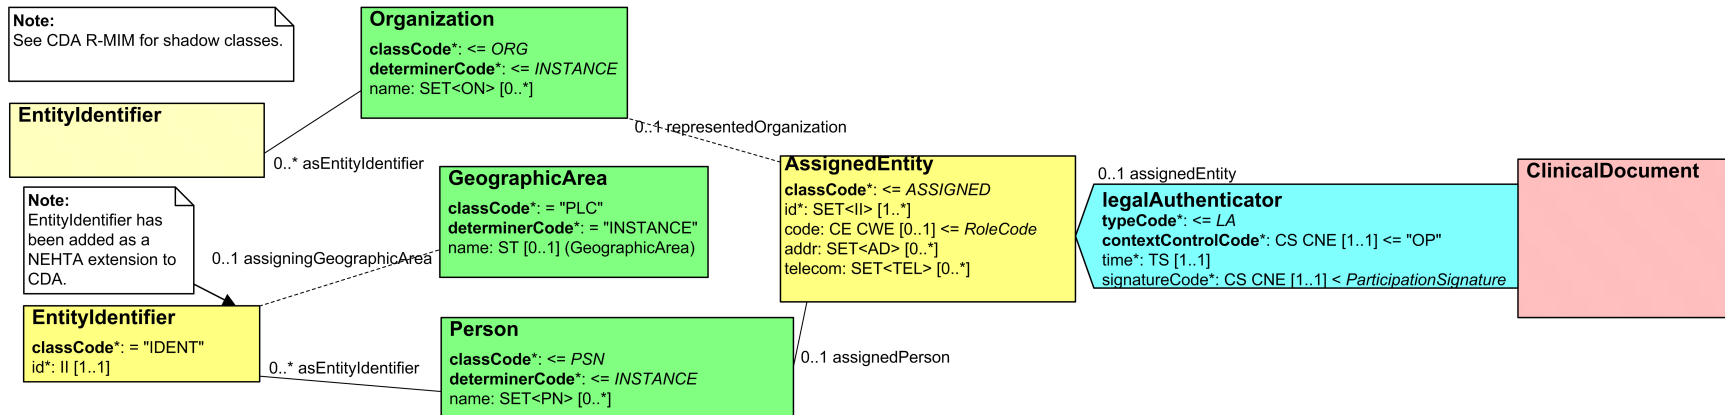 Note:
See CDA R-MIM for shadow classes.
EntityIdentifier
Organization
classCode*: <= ORG
determinerCode*: <= INSTANCE
name: SET<ON> [0..*]
0..1 representedOrganization
0..* asEntityIdentifier
GeographicArea
classCode*: = "PLC"
determinerCode*: = "INSTANCE"
name: ST [0..1] (GeographicArea)
Note:
EntityIdentifier has
been added as a
NEHTA extension to
CDA.
0..1 assigningGeographicArea
EntityIdentifier
classCode*: = "IDENT"
id*: II [1..1]
0..* asEntityIdentifier
Person
classCode*: <= PSN
determinerCode*: <= INSTANCE
name: SET<PN> [0..*]
0..1 assignedPerson
AssignedEntity
classCode*: <= ASSIGNED
id*: SET<II> [1..*]
code: CE CWE [0..1] <= RoleCode
addr: SET<AD> [0..*]
telecom: SET<TEL> [0..*]
0..1 assignedEntity
legalAuthenticator
typeCode*: <= LA
contextControlCode*: CS CNE [1..1] <= "OP"
time*: TS [1..1]
signatureCode*: CS CNE [1..1] < ParticipationSignature
ClinicalDocument